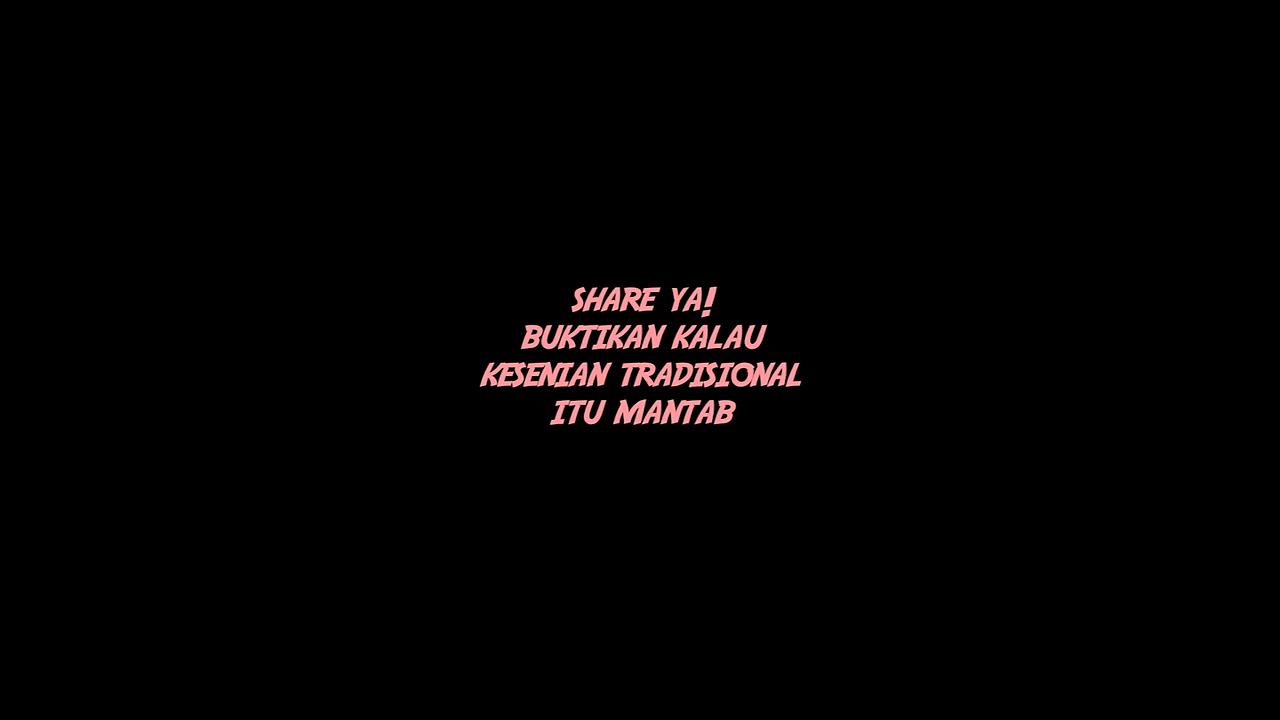 SHARE YA!
BUKTIKAN KALAU
KESENIAN TRADISIONAL
ITU MANTAB